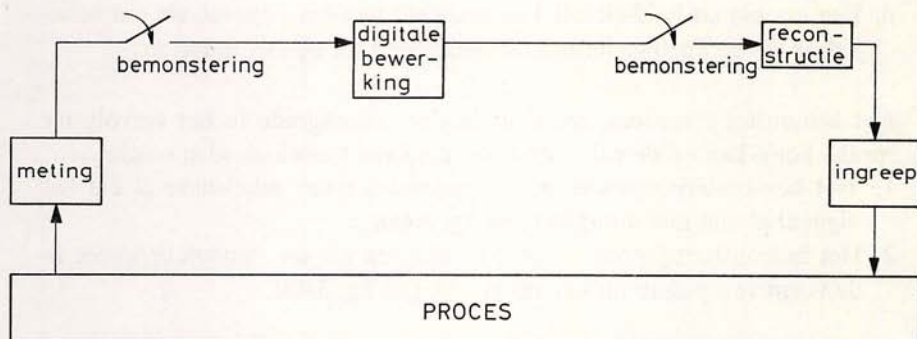 digitale
bewer-
king
recon-
structie
bemonstering
bemonstering
meting
ingreep
PROCES